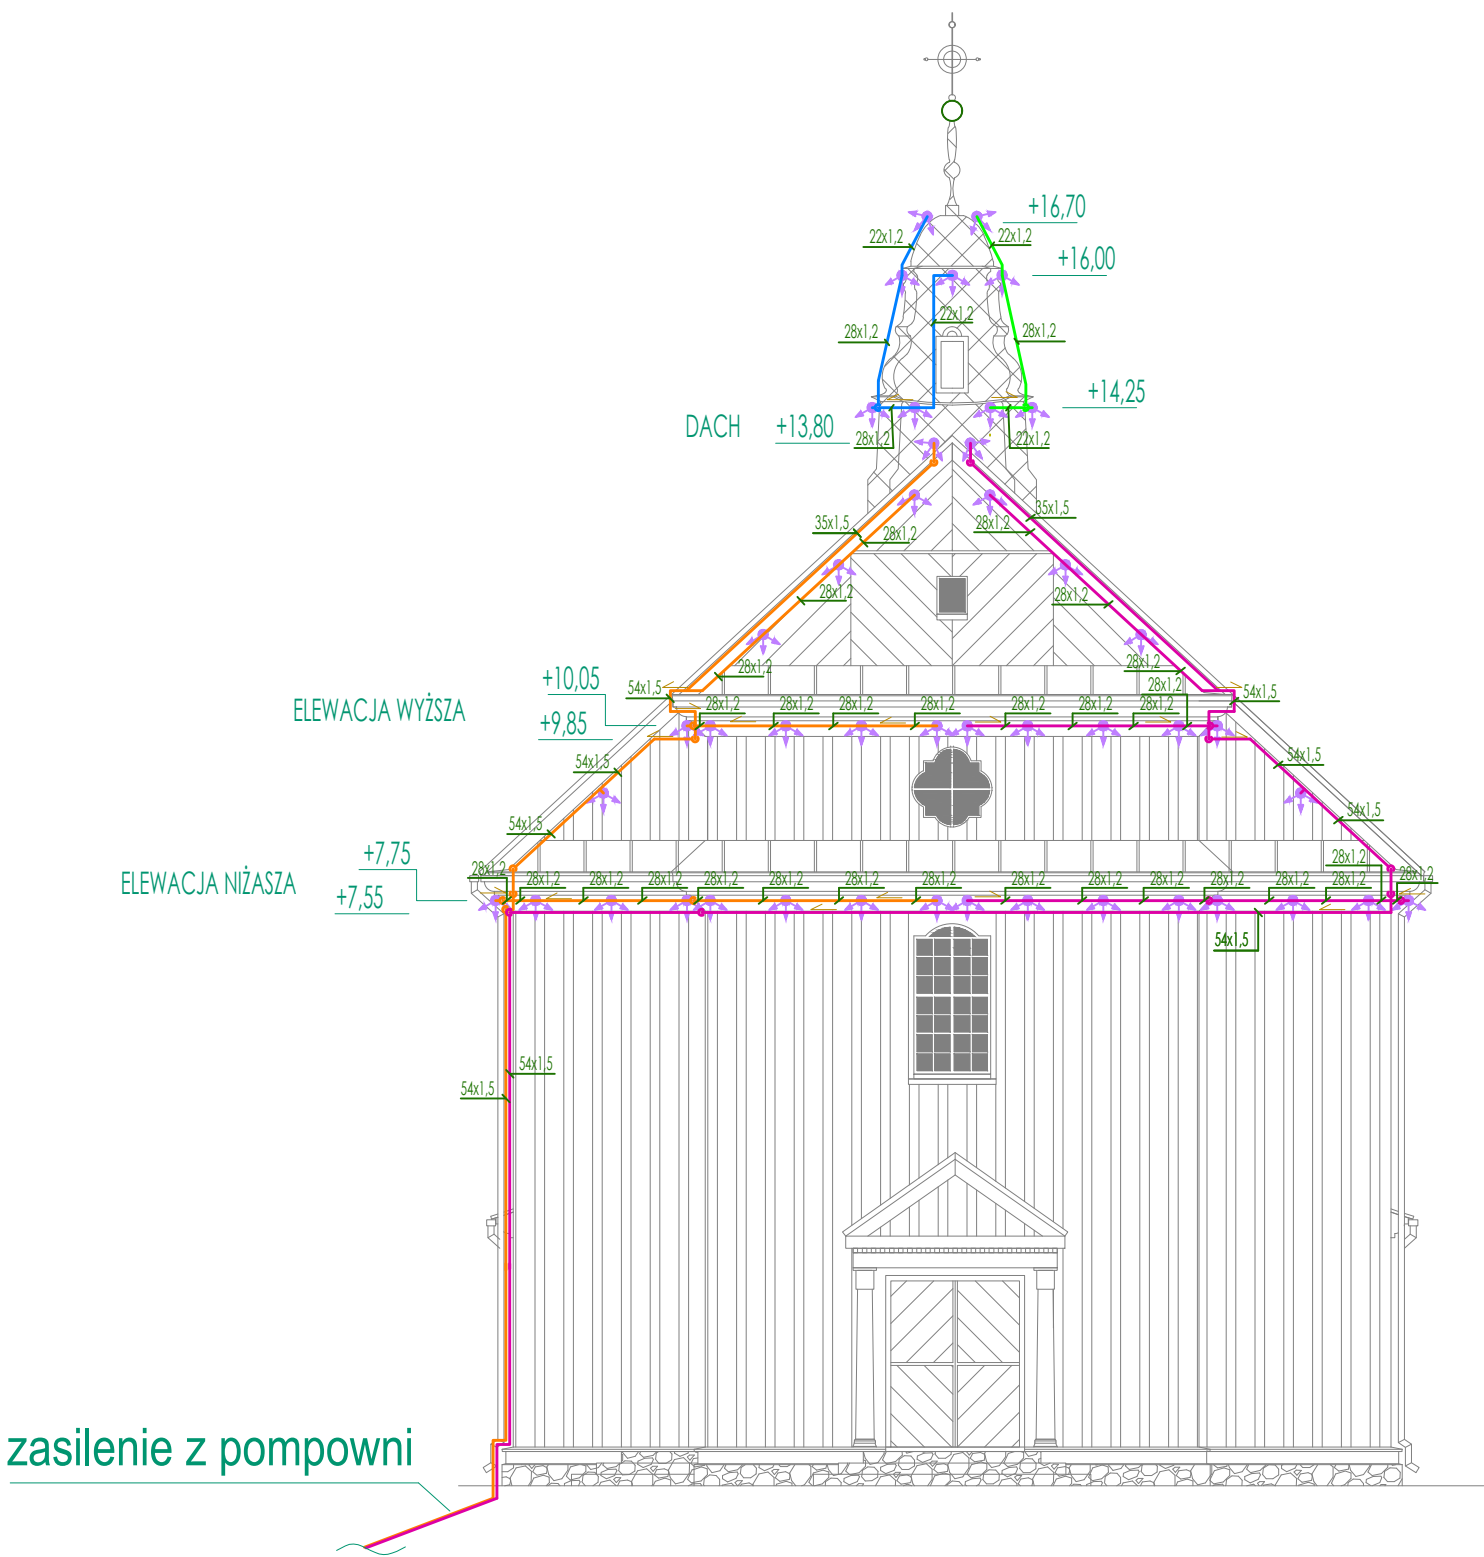 +16,70
22x1,2 22x1,2
+16,00
22x1,2
28x1,2 28x1,2
+14,25
DACH +13,80
28x1,2 22x1,2
35x1,5 35x1,5
28x1,2 28x1,2
28x1,2 28x1,2
28x1,2 28x1,2
+10,05
54x1,5 28x1,2 54x1,5
ELEWACJA WYŻSZA
28x1,2 28x1,2 28x1,2 28x1,2 28x1,2 28x1,2 28x1,2
+9,85
54x1,5 54x1,5
54x1,5 54x1,5
+7,75
28x1,2 28x1,2 28x1,2
ELEWACJA NIŻASZA
28x1,2 28x1,2 28x1,2 28x1,2 28x1,2 28x1,2 28x1,2 28x1,2 28x1,2 28x1,2 28x1,2 28x1,2 28x1,2
+7,55
54x1,5
54x1,5
54x1,5
zasilenie z pompowni